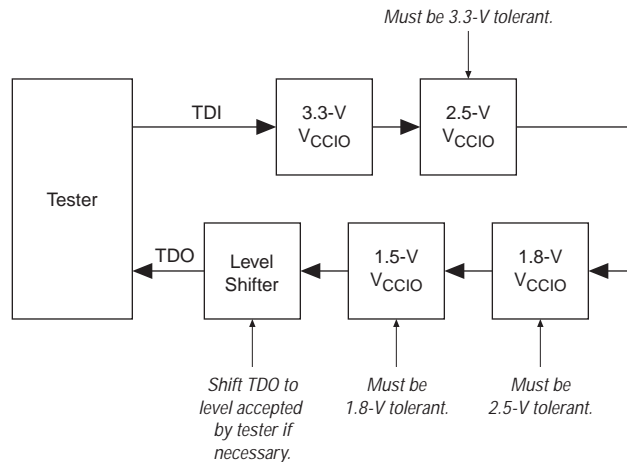 Must be 3.3-V tolerant.
TDI
3.3-V
VCCIO
2.5-V
VCCIO
Tester
TDO
Level
Shifter
1.5-V
VCCIO
1.8-V
VCCIO
Shift TDO to
level accepted
by tester if
necessary.
Must be
1.8-V tolerant.
Must be
2.5-V tolerant.